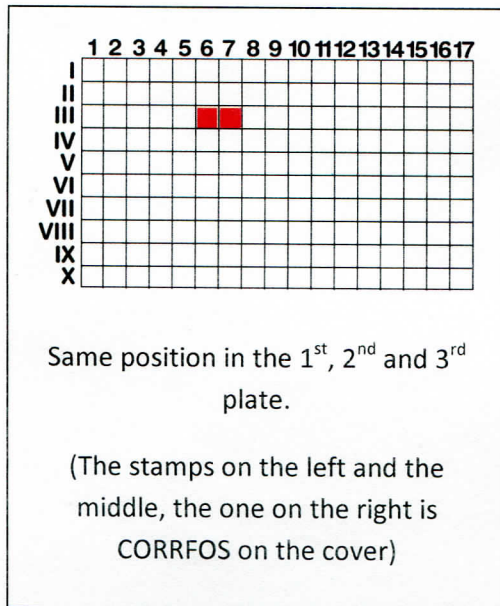 1 2 3 4 5 6 7 8 9 10 11 12 13 14 15 16 17
I
II
III
IV
V
VI
VII
VIII
IX
X
Same position in the 1st, 2nd and 3rd
plate.
(The stamps on the left and the
middle, the one on the right is
CORRFOS on the cover)